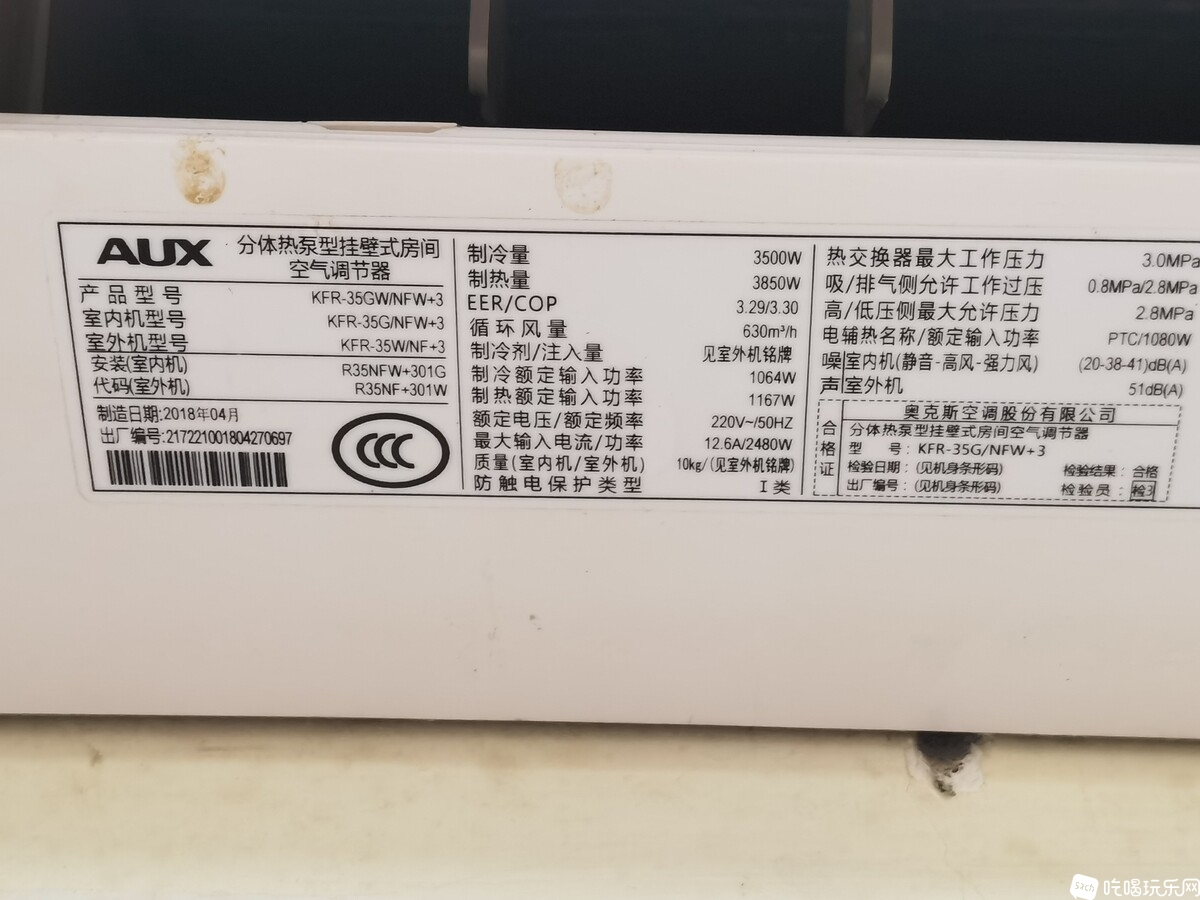 AUX 分体热泵型挂壁式房间
空气调节器
产品型号 KFR-35GW/NFW+3
室内机型号 KFR-35G/NFW+3
室外机型号 KFR-35W/NF+3
安装(室内机) R35NFW+301G
代码(室外机) R35NF+301W
制造日期:2018年04月
出厂编号:217221001804270697
CCC
制冷量 3500W
制热量 3850W
EER/COP 3.29/3.30
循环风量 630m³/h
制冷剂/注入量 见室外机铭牌
制冷额定输入功率 1064W
制热额定输入功率 1167W
额定电压/额定频率 220V~/50HZ
最大输入电流/功率 12.6A/2480W
质量(室内机/室外机) 10kg/(见室外机铭牌)
防触电保护类型 I 类
热交换器最大工作压力 3.0MPa
吸/排气侧允许工作过压 0.8MPa/2.8MPa
高/低压侧最大允许压力 2.8MPa
电辅热名称/额定输入功率 PTC/1080W
噪 室内机(静音-高风-强力风) (20-38-41)dB(A)
声 室外机 51dB(A)
合格证
奥克斯空调股份有限公司
分体热泵型挂壁式房间空气调节器
型 号: KFR-35G/NFW+3
检验日期: (见机身条形码) 检验结果: 合格
出厂编号: (见机身条形码) 检验员: 检3
吃喝玩乐网